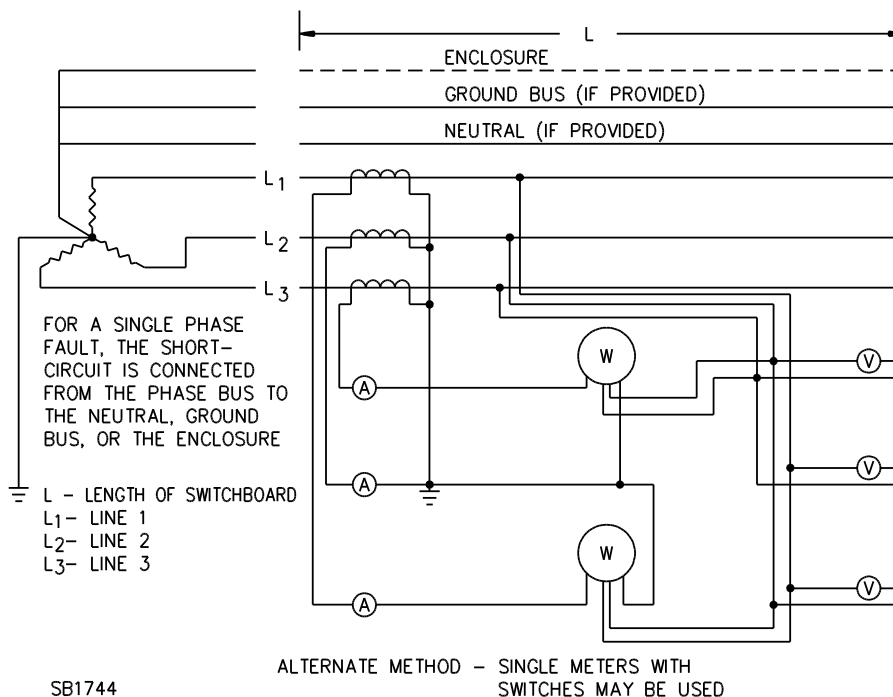 L
ENCLOSURE
GROUND BUS (IF PROVIDED)
NEUTRAL (IF PROVIDED)
L1
L2
L3
FOR A SINGLE PHASE
FAULT, THE SHORT-
CIRCUIT IS CONNECTED
FROM THE PHASE BUS TO
THE NEUTRAL, GROUND
BUS, OR THE ENCLOSURE
W
V
A
V
L – LENGTH OF SWITCHBOARD
A
L1– LINE 1
L2– LINE 2
L3– LINE 3
W
V
A
ALTERNATE METHOD – SINGLE METERS WITH
SWITCHES MAY BE USED
SB1744